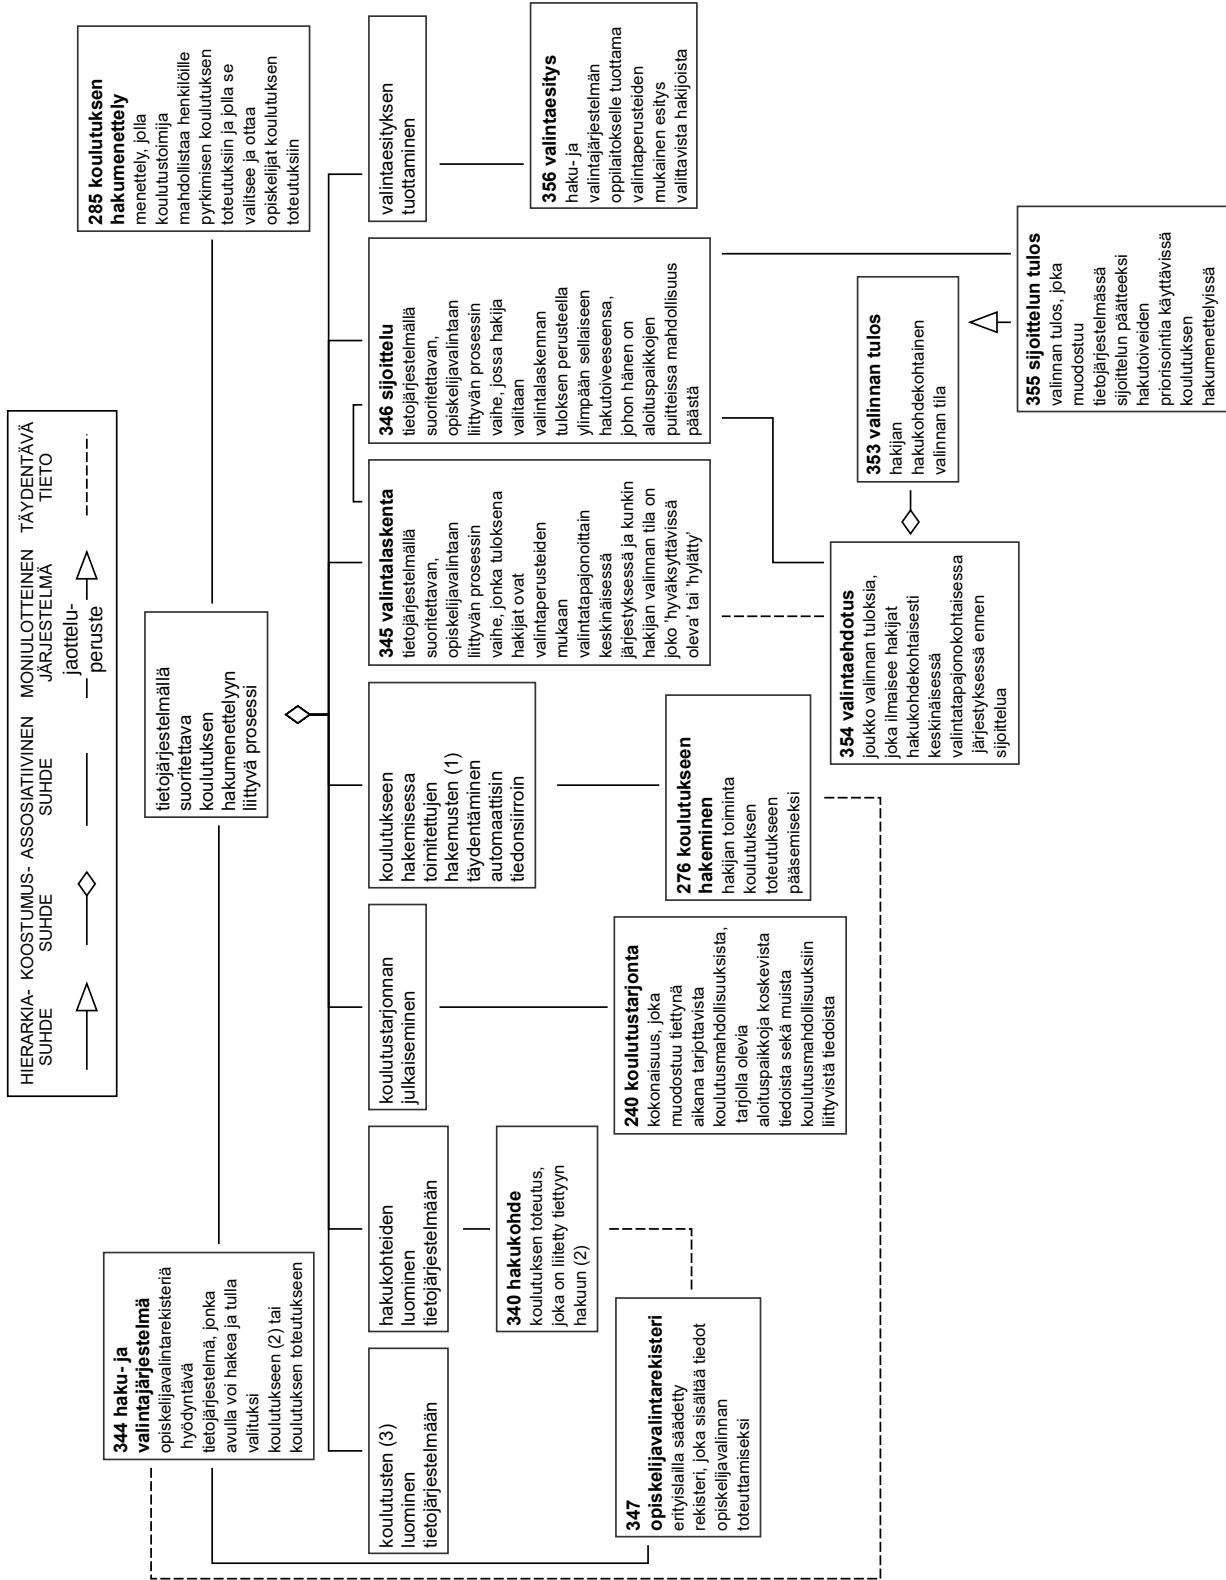 HIERARKIA-
SUHDE
KOOSTUMUS-
SUHDE
ASSOSIATIIVINEN
SUHDE
MONIULOTTEINEN
JÄRJESTELMÄ
jaottelu-
peruste
TÄYDENTÄVÄ
TIETO
344 haku- ja
valintajärjestelmä
opiskelijavalintarekisteriä
hyödyntävä
tietojärjestelmä, jonka
avulla voi hakea ja tulla
valituksi
koulutukseen (2) tai
koulutuksen toteutukseen
tietojärjestelmällä
suoritettava
koulutuksen
hakumenettelyyn
liittyvä prosessi
285 koulutuksen
hakumenettely
menettely, jolla
koulutustoimija
mahdollistaa henkilöille
pyrkimisen koulutuksen
toteutuksiin ja jolla se
valitsee ja ottaa
opiskelijat koulutuksen
toteutuksiin
koulutusten (3)
luominen
tietojärjestelmään
hakukohteiden
luominen
tietojärjestelmään
koulutustarjonnan
julkaiseminen
koulutukseen
hakemisessa
toimitettujen
hakemusten (1)
täydentäminen
automaattisin
tiedonsiirroin
345 valintalaskenta
tietojärjestelmällä
suoritettavan,
opiskelijavalintaan
liittyvän prosessin
vaihe, jonka tuloksena
hakijat ovat
valintaperusteiden
mukaan
valintatapajonoittain
keskinäisessä
järjestyksessä ja kunkin
hakijan valinnan tila on
joko 'hyväksyttävissä
oleva' tai 'hylätty'
346 sijoittelu
tietojärjestelmällä
suoritettavan,
opiskelijavalintaan
liittyvän prosessin
vaihe, jossa hakija
valitaan
valintalaskennan
tuloksen perusteella
ylimpään sellaiseen
hakutoiveeseensa,
johon hänen on
aloituspaikkojen
puitteissa mahdollisuus
päästä
valintaesityksen
tuottaminen
347
opiskelijavalintarekisteri
erityislailla säädetty
rekisteri, joka sisältää tiedot
opiskelijavalinnan
toteuttamiseksi
340 hakukohde
koulutuksen toteutus,
joka on liitetty tiettyyn
hakuun (2)
240 koulutustarjonta
kokonaisuus, joka
muodostuu tiettynä
aikana tarjottavista
koulutusmahdollisuuksista,
tarjolla olevia
aloituspaikkoja koskevista
tiedoista sekä muista
koulutusmahdollisuuksiin
liittyvistä tiedoista
276 koulutukseen
hakeminen
hakijan toiminta
koulutuksen
toteutukseen
pääsemiseksi
354 valintaehdotus
joukko valinnan tuloksia,
joka ilmaisee hakijat
hakukohdekohtaisesti
keskinäisessä
valintatapajonokohtaisessa
järjestyksessä ennen
sijoittelua
353 valinnan tulos
hakijan
hakukohdekohtainen
valinnan tila
356 valintaesitys
haku- ja
valintajärjestelmän
oppilaitokselle tuottama
valintaperusteiden
mukainen esitys
valittavista hakijoista
355 sijoittelun tulos
valinnan tulos, joka
muodostuu
tietojärjestelmässä
sijoittelun päätteeksi
hakutoiveiden
priorisointia käyttävissä
koulutuksen
hakumenettelyissä